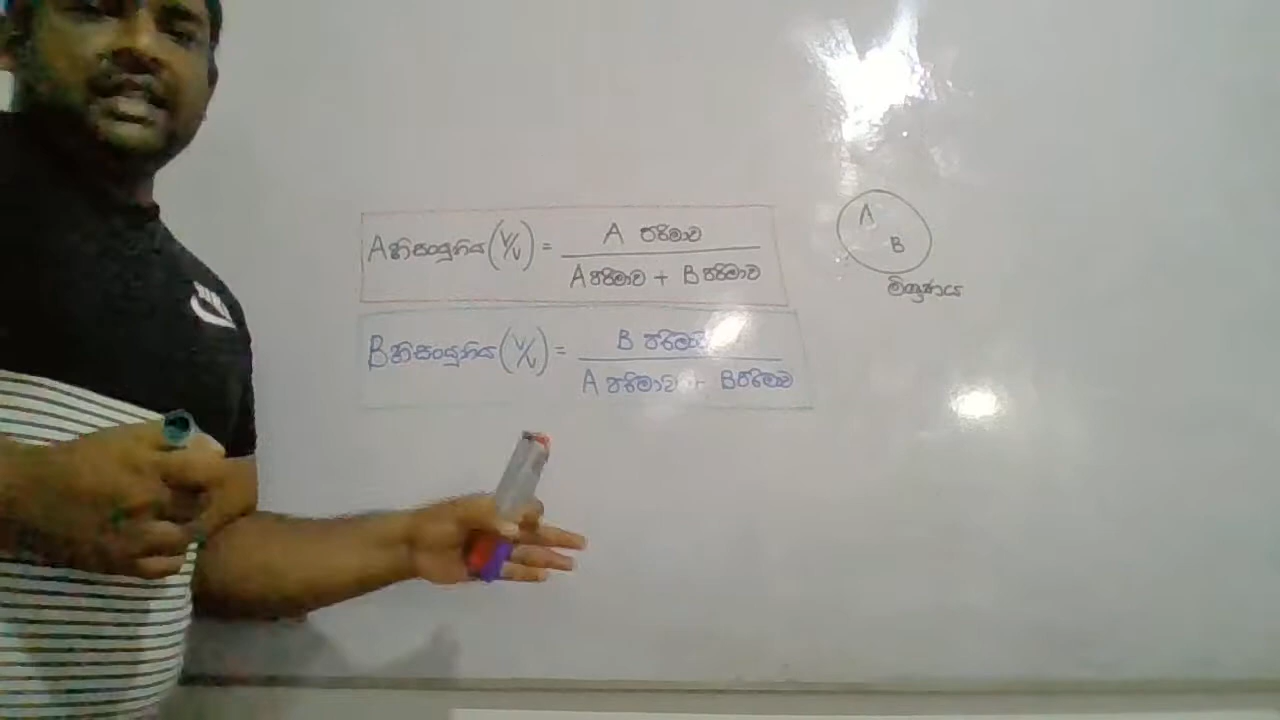 A හි සංයුතිය (V/V) = A පරිමාව / A පරිමාව + B පරිමාව
B හි සංයුතිය (V/V) = B පරිමාව / A පරිමාව + B පරිමාව
A
B
මිශ්‍රණය